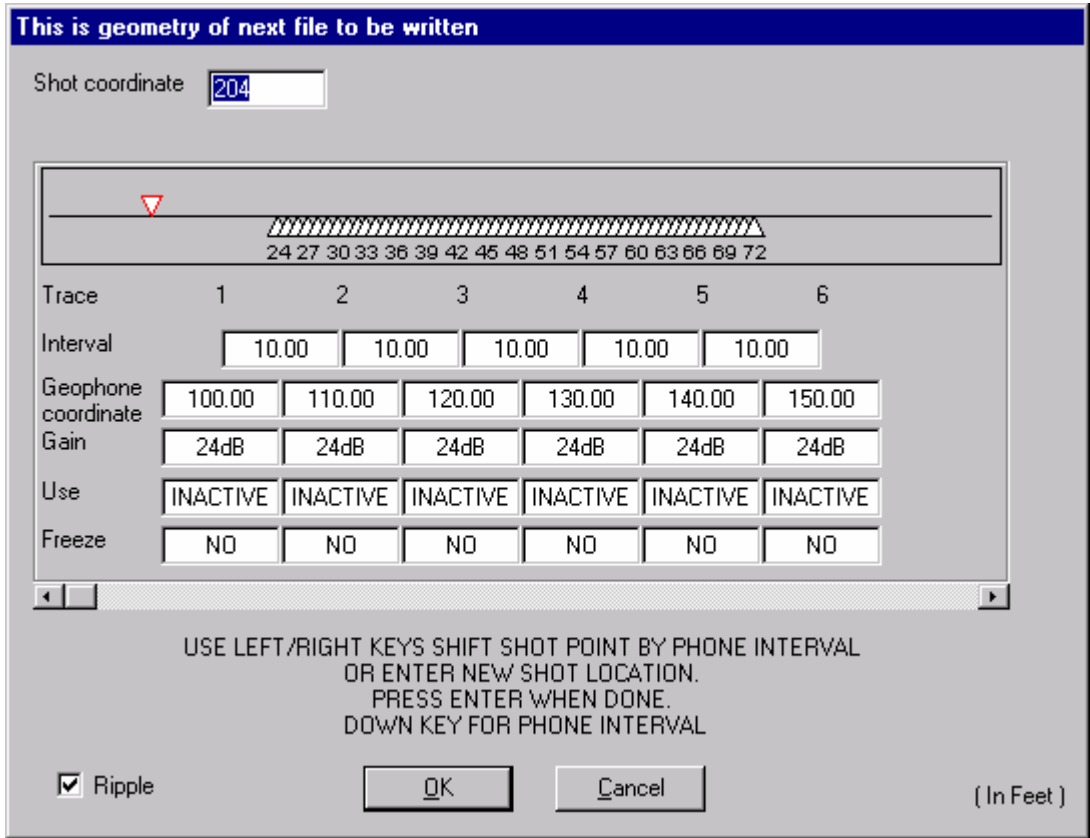 This is geometry of next file to be written
Shot coordinate 204
24 27 30 33 36 39 42 45 48 51 54 57 60 63 66 69 72
Trace 1 2 3 4 5 6
Interval 10.00 10.00 10.00 10.00 10.00
Geophone
coordinate 100.00 110.00 120.00 130.00 140.00 150.00
Gain 24dB 24dB 24dB 24dB 24dB 24dB
Use INACTIVE INACTIVE INACTIVE INACTIVE INACTIVE INACTIVE
Freeze NO NO NO NO NO NO
USE LEFT/RIGHT KEYS SHIFT SHOT POINT BY PHONE INTERVAL
OR ENTER NEW SHOT LOCATION.
PRESS ENTER WHEN DONE.
DOWN KEY FOR PHONE INTERVAL
Ripple OK Cancel ( In Feet )